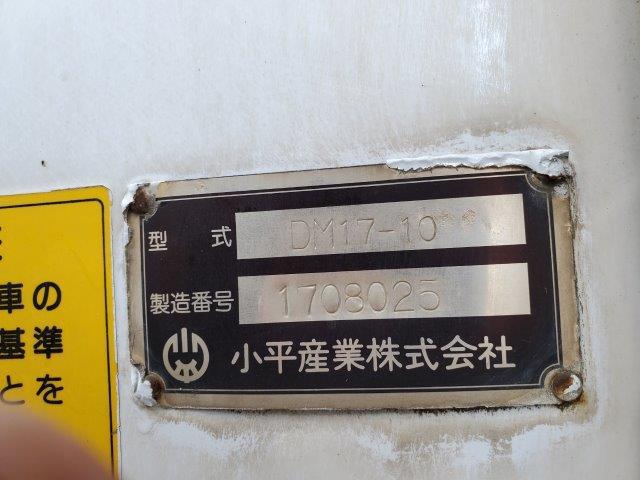 型式 DM17-10
製造番号 1708025
小平産業株式会社
車の
基準
とを